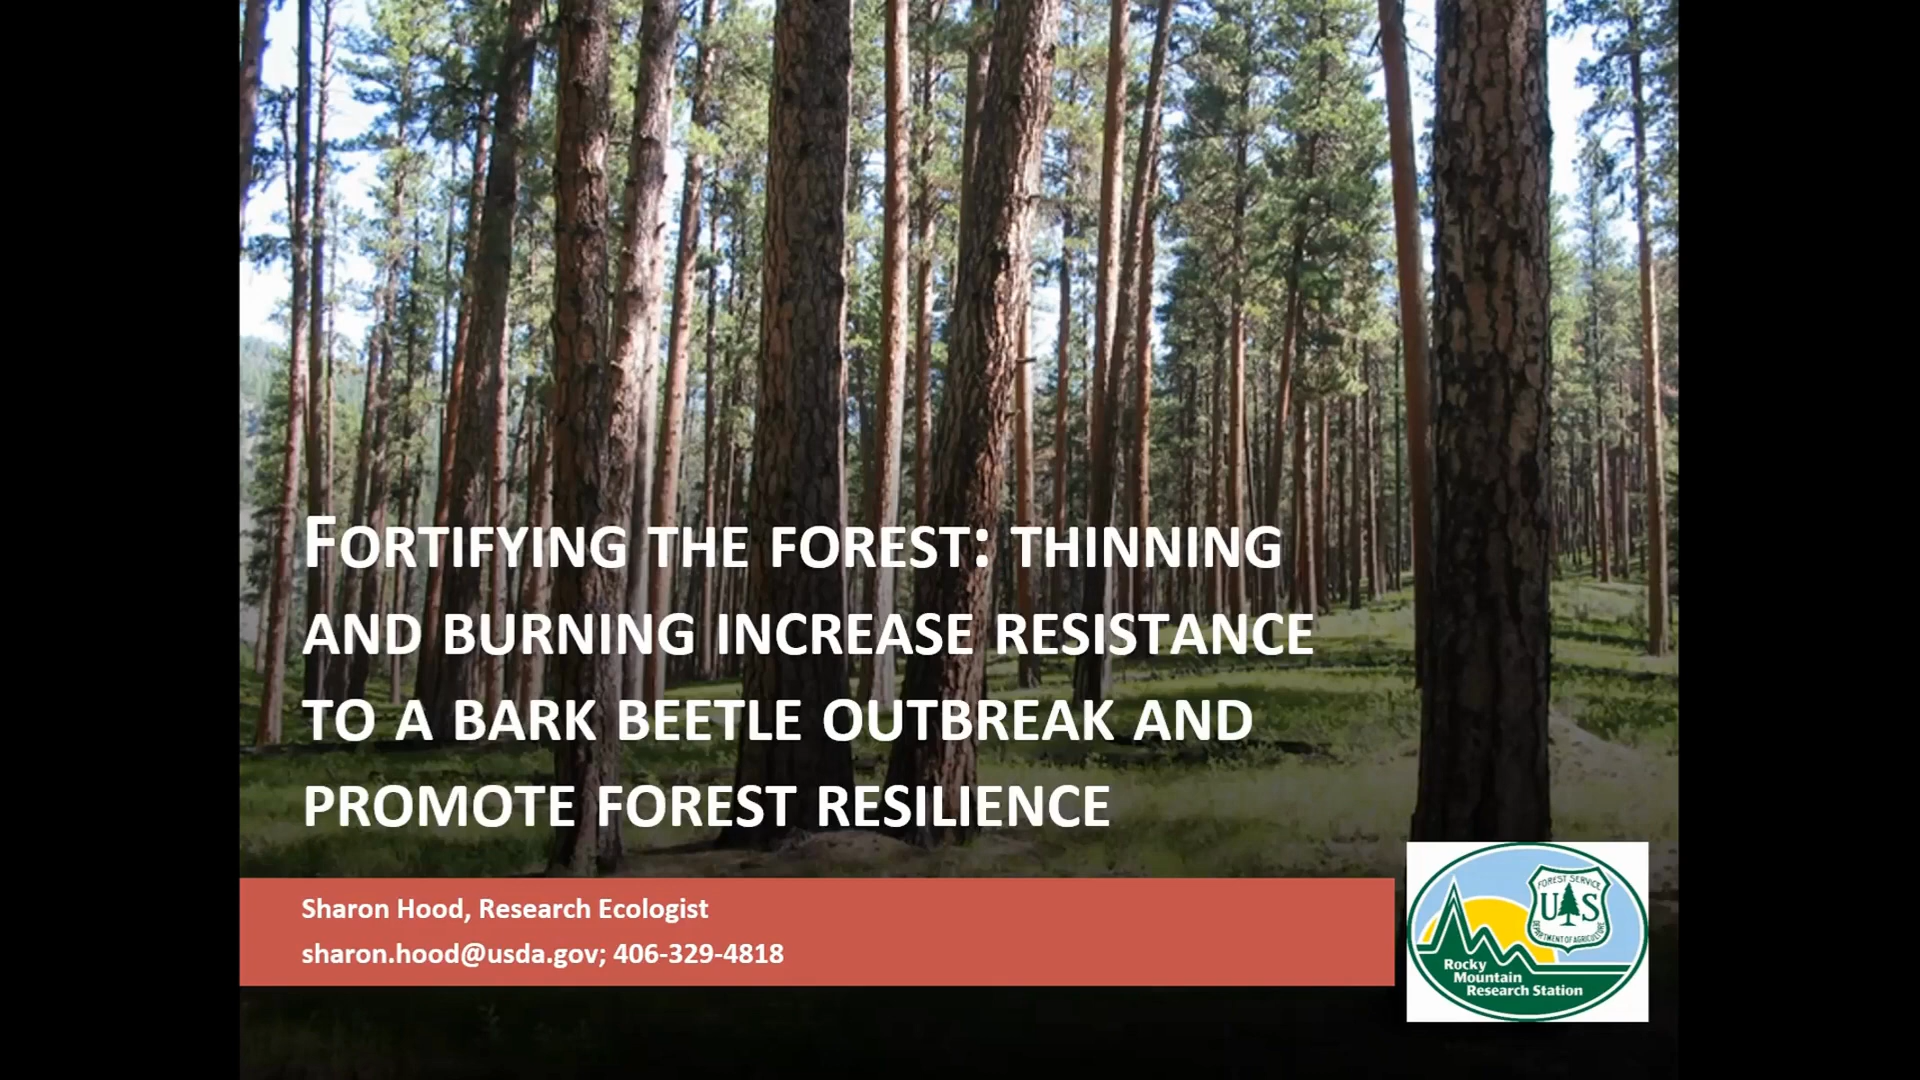 Fortifying the forest: thinning
and burning increase resistance
to a bark beetle outbreak and
promote forest resilience
Sharon Hood, Research Ecologist
sharon.hood@usda.gov; 406-329-4818
FOREST SERVICE
U S
DEPARTMENT OF AGRICULTURE
Rocky
Mountain
Research Station